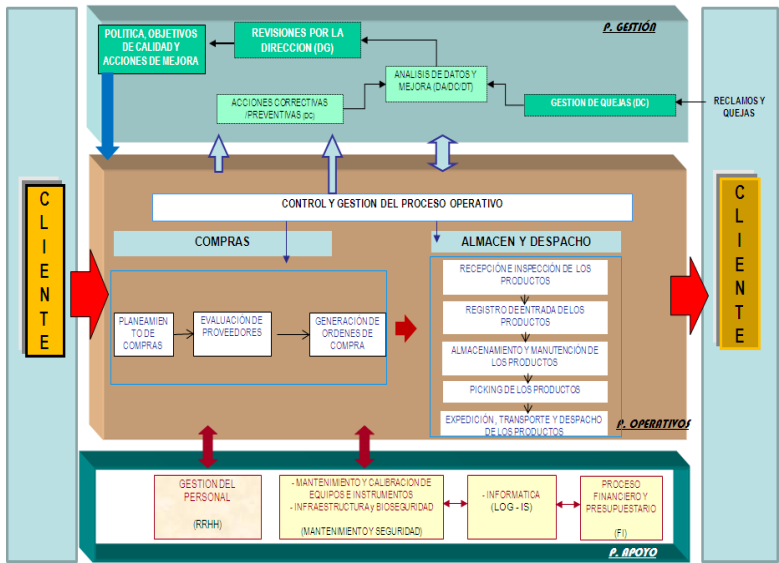 P. GESTIÓN
POLITICA, OBJETIVOS
DE CALIDAD Y
ACCIONES DE MEJORA
REVISIONES POR LA
DIRECCION (DG)
ANÁLISIS DE DATOS Y
MEJORA (DA/DC/DT)
ACCIONES CORRECTIVAS
/PREVENTIVAS (DC)
GESTION DE QUEJAS (DC)
RECLAMOS Y
QUEJAS
CLIENTE
CONTROL Y GESTION DEL PROCESO OPERATIVO
COMPRAS
PLANEAMIEN
TO DE
COMPRAS
EVALUACIÓN DE
PROVEEDORES
GENERACIÓN DE
ORDENES DE
COMPRA
ALMACEN Y DESPACHO
RECEPCIÓN E INSPECCIÓN DE LOS
PRODUCTOS
REGISTRO DE ENTRADA DE LOS
PRODUCTOS
ALMACENAMIENTO Y MANUTENCIÓN DE
LOS PRODUCTOS
PICKING DE LOS PRODUCTOS
EXPEDICIÓN, TRANSPORTE Y DESPACHO
DE LOS PRODUCTOS
P. OPERATIVOS
CLIENTE
GESTION DEL
PERSONAL
(RRHH)
- MANTENIMIENTO Y CALIBRACION DE
EQUIPOS E INSTRUMENTOS
- INFRAESTRUCTURA y BIOSEGURIDAD
(MANTENIMIENTO Y SEGURIDAD)
- INFORMATICA
(LOG - IS)
PROCESO
FINANCIERO Y
PRESUPUESTARIO
(FI)
P. APOYO